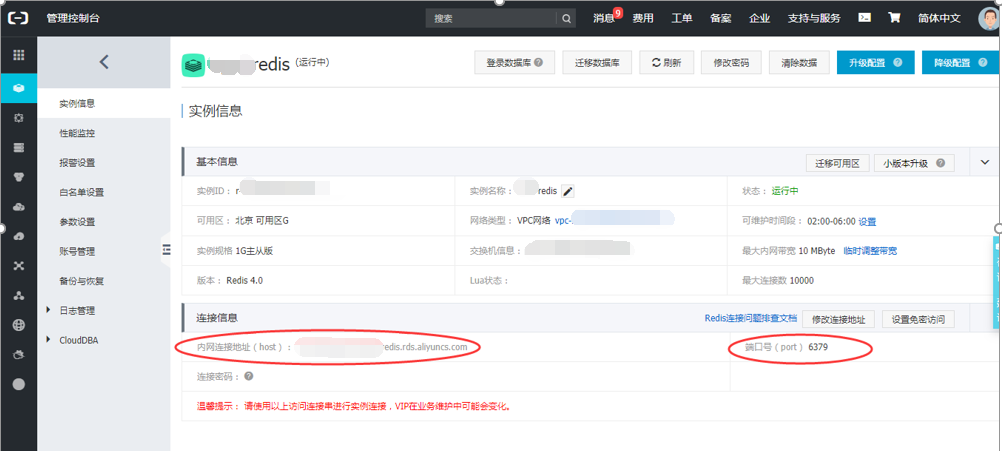 管理控制台 搜索 消息 9 费用 工单 备案 企业 支持与服务 简体中文
redis (运行中) 登录数据库 ? 迁移数据库 刷新 修改密码 清除数据 升级配置 ? 降级配置 ?
实例信息
性能监控
报警设置
白名单设置
参数设置
账号管理
备份与恢复
日志管理
CloudDBA
实例信息
基本信息 迁移可用区 小版本升级 ?
实例ID： r- 实例名称： redis 状态： 运行中
可用区： 北京 可用区G 网络类型： VPC网络 vpc- 可维护时间段： 02:00-06:00 设置
实例规格 1G主从版 交换机信息： 最大内网带宽 10 MByte 临时调整带宽
版本： Redis 4.0 Lua状态： 最大连接数 10000
连接信息 Redis连接问题排查文档 修改连接地址 设置免密访问
内网连接地址（host）： redis.rds.aliyuncs.com 端口号（port） 6379
连接密码： ?
温馨提示： 请使用以上访问连接串进行实例连接，VIP在业务维护中可能会变化。